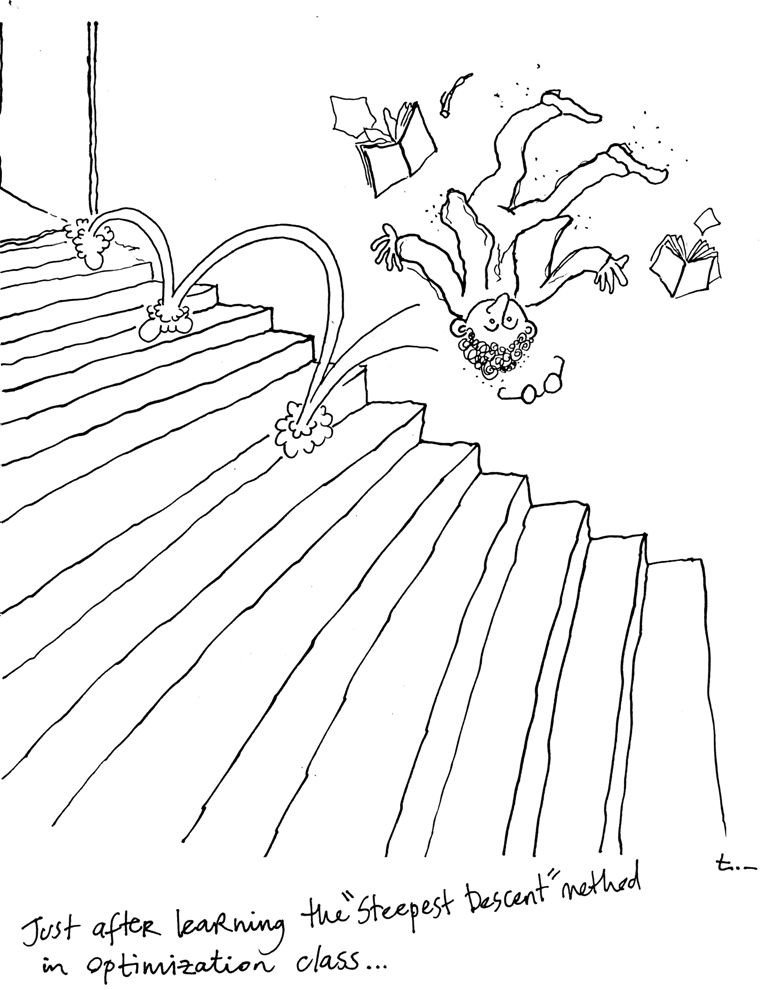 Just after learning the "Steepest Descent" method
in optimization class...
t...